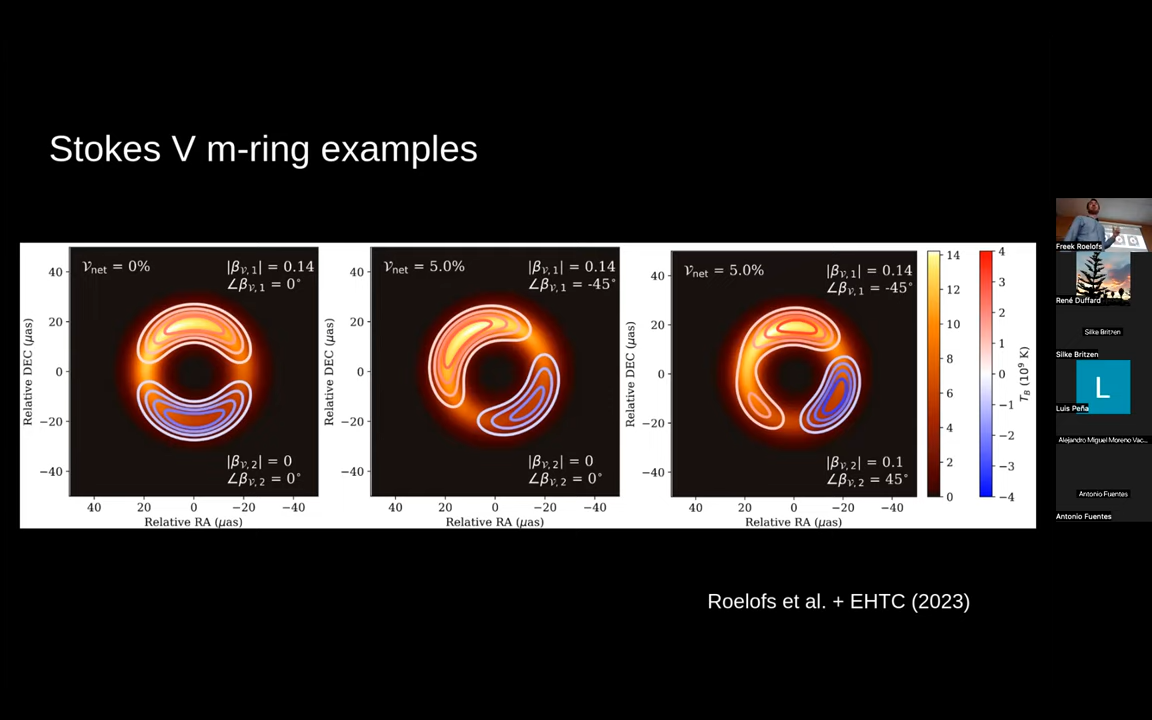 Stokes V m-ring examples
𝒱net = 0%
|β𝒱,1| = 0.14
∠β𝒱,1 = 0°
|β𝒱,2| = 0
∠β𝒱,2 = 0°
40
20
0
−20
−40
Relative DEC (μas)
40 20 0 −20 −40
Relative RA (μas)
𝒱net = 5.0%
|β𝒱,1| = 0.14
∠β𝒱,1 = -45°
|β𝒱,2| = 0
∠β𝒱,2 = 0°
40
20
0
−20
−40
Relative DEC (μas)
40 20 0 −20 −40
Relative RA (μas)
𝒱net = 5.0%
|β𝒱,1| = 0.14
∠β𝒱,1 = -45°
|β𝒱,2| = 0.1
∠β𝒱,2 = 45°
40
20
0
−20
−40
Relative DEC (μas)
40 20 0 −20 −40
Relative RA (μas)
14
12
10
8
6
4
2
0
4
3
2
1
0
−1
−2
−3
−4
TB (10⁹ K)
Roelofs et al. + EHTC (2023)
Freek Roelofs
René Duffard
Silke Britzen
Silke Britzen
L
Luis Peña
Alejandro Miguel Moreno Vac...
Antonio Fuentes
Antonio Fuentes